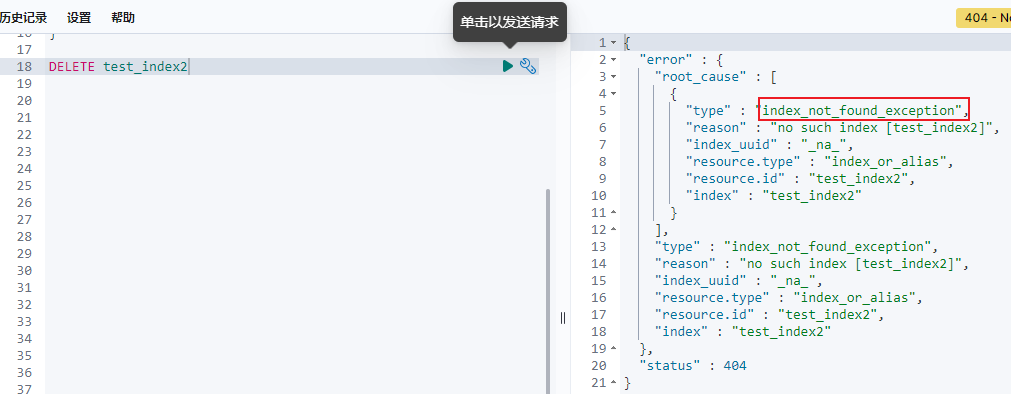 历史记录 设置 帮助
单击以发送请求
404 - No
16 }
17
18 DELETE test_index2
19
20
21
22
23
24
25
26
27
28
29
30
31
32
33
34
35
36
37
1 {
2 "error" : {
3 "root_cause" : [
4 {
5 "type" : "index_not_found_exception",
6 "reason" : "no such index [test_index2]",
7 "index_uuid" : "_na_",
8 "resource.type" : "index_or_alias",
9 "resource.id" : "test_index2",
10 "index" : "test_index2"
11 }
12 ],
13 "type" : "index_not_found_exception",
14 "reason" : "no such index [test_index2]",
15 "index_uuid" : "_na_",
16 "resource.type" : "index_or_alias",
17 "resource.id" : "test_index2",
18 "index" : "test_index2"
19 },
20 "status" : 404
21 }